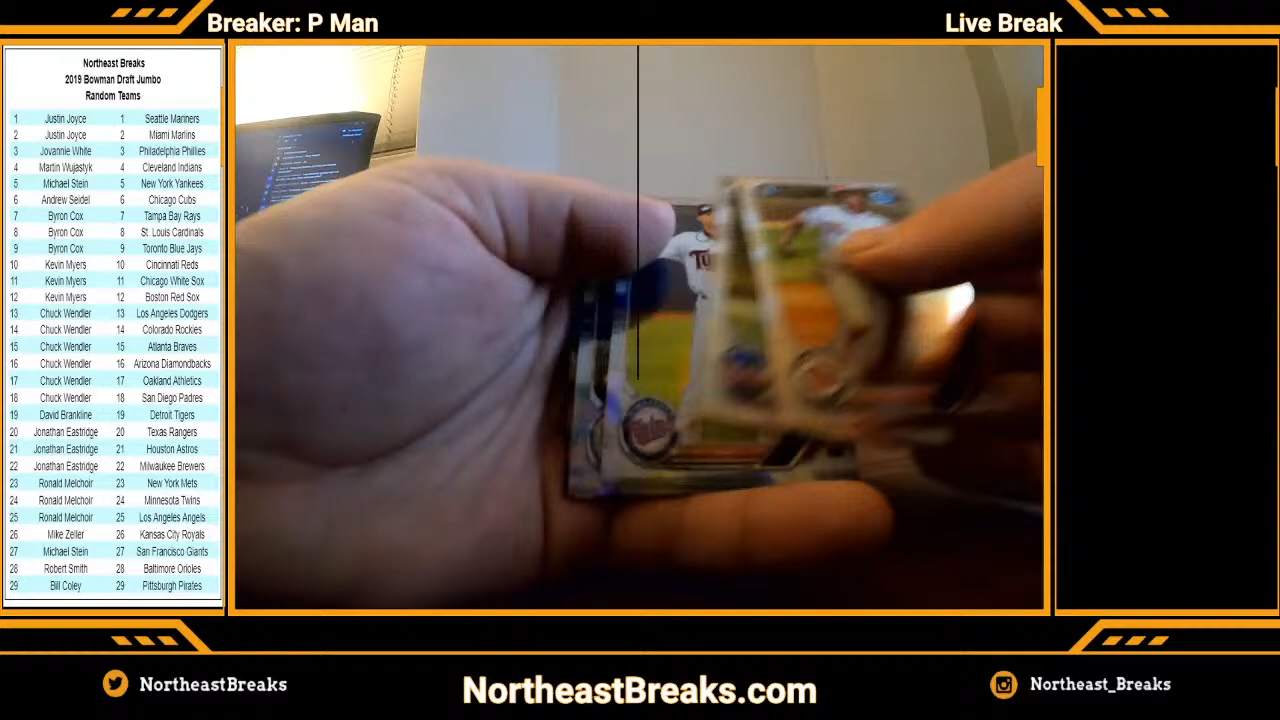 Breaker: P Man
Live Break
Northeast Breaks
2019 Bowman Draft Jumbo
Random Teams
1 Justin Joyce 1 Seattle Mariners
2 Justin Joyce 2 Miami Marlins
3 Jovannie White 3 Philadelphia Phillies
4 Martin Wujastyk 4 Cleveland Indians
5 Michael Stein 5 New York Yankees
6 Andrew Seidel 6 Chicago Cubs
7 Byron Cox 7 Tampa Bay Rays
8 Byron Cox 8 St. Louis Cardinals
9 Byron Cox 9 Toronto Blue Jays
10 Kevin Myers 10 Cincinnati Reds
11 Kevin Myers 11 Chicago White Sox
12 Kevin Myers 12 Boston Red Sox
13 Chuck Wendler 13 Los Angeles Dodgers
14 Chuck Wendler 14 Colorado Rockies
15 Chuck Wendler 15 Atlanta Braves
16 Chuck Wendler 16 Arizona Diamondbacks
17 Chuck Wendler 17 Oakland Athletics
18 Chuck Wendler 18 San Diego Padres
19 David Brankline 19 Detroit Tigers
20 Jonathan Eastridge 20 Texas Rangers
21 Jonathan Eastridge 21 Houston Astros
22 Jonathan Eastridge 22 Milwaukee Brewers
23 Ronald Melchoir 23 New York Mets
24 Ronald Melchoir 24 Minnesota Twins
25 Ronald Melchoir 25 Los Angeles Angels
26 Mike Zeller 26 Kansas City Royals
27 Michael Stein 27 San Francisco Giants
28 Robert Smith 28 Baltimore Orioles
29 Bill Coley 29 Pittsburgh Pirates
NortheastBreaks
NortheastBreaks.com
Northeast_Breaks